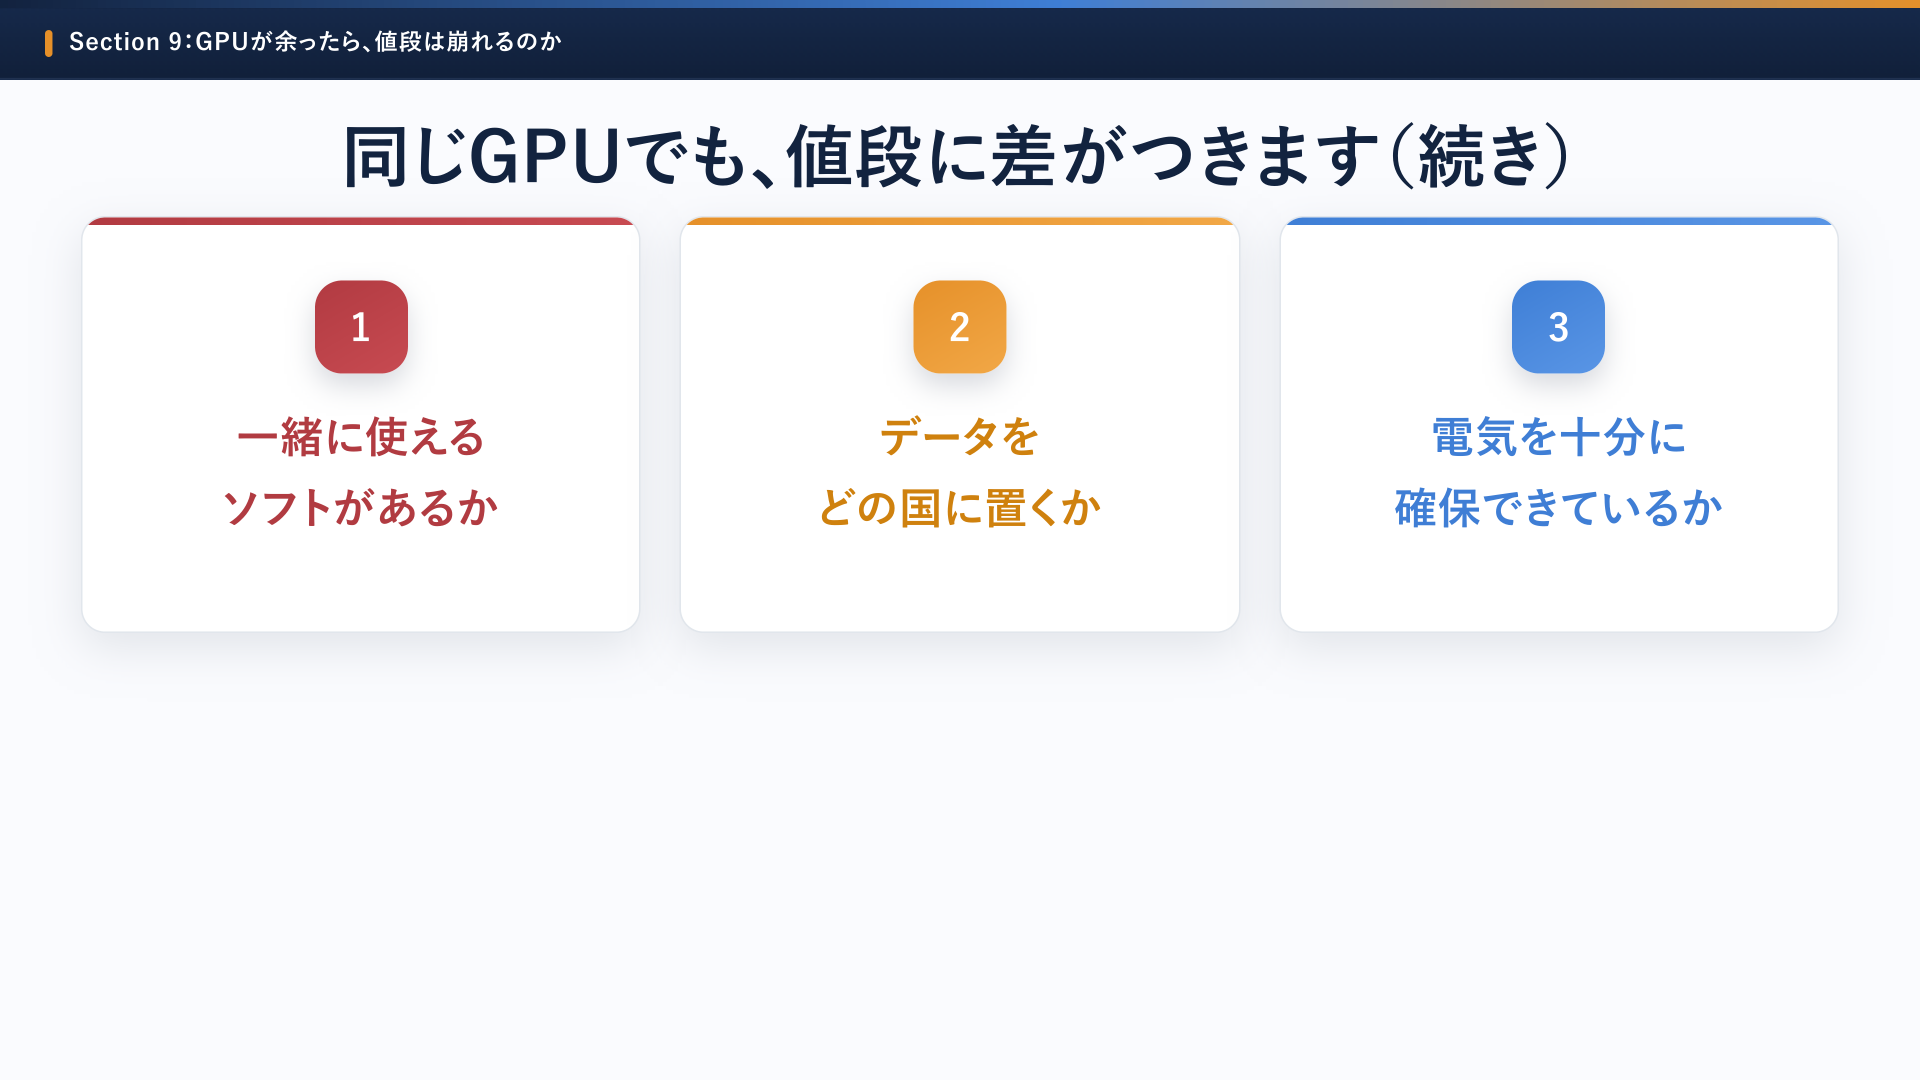 Section 9：GPUが余ったら、値段は崩れるのか
同じGPUでも、値段に差がつきます（続き）
1
一緒に使える
ソフトがあるか
2
データを
どの国に置くか
3
電気を十分に
確保できているか